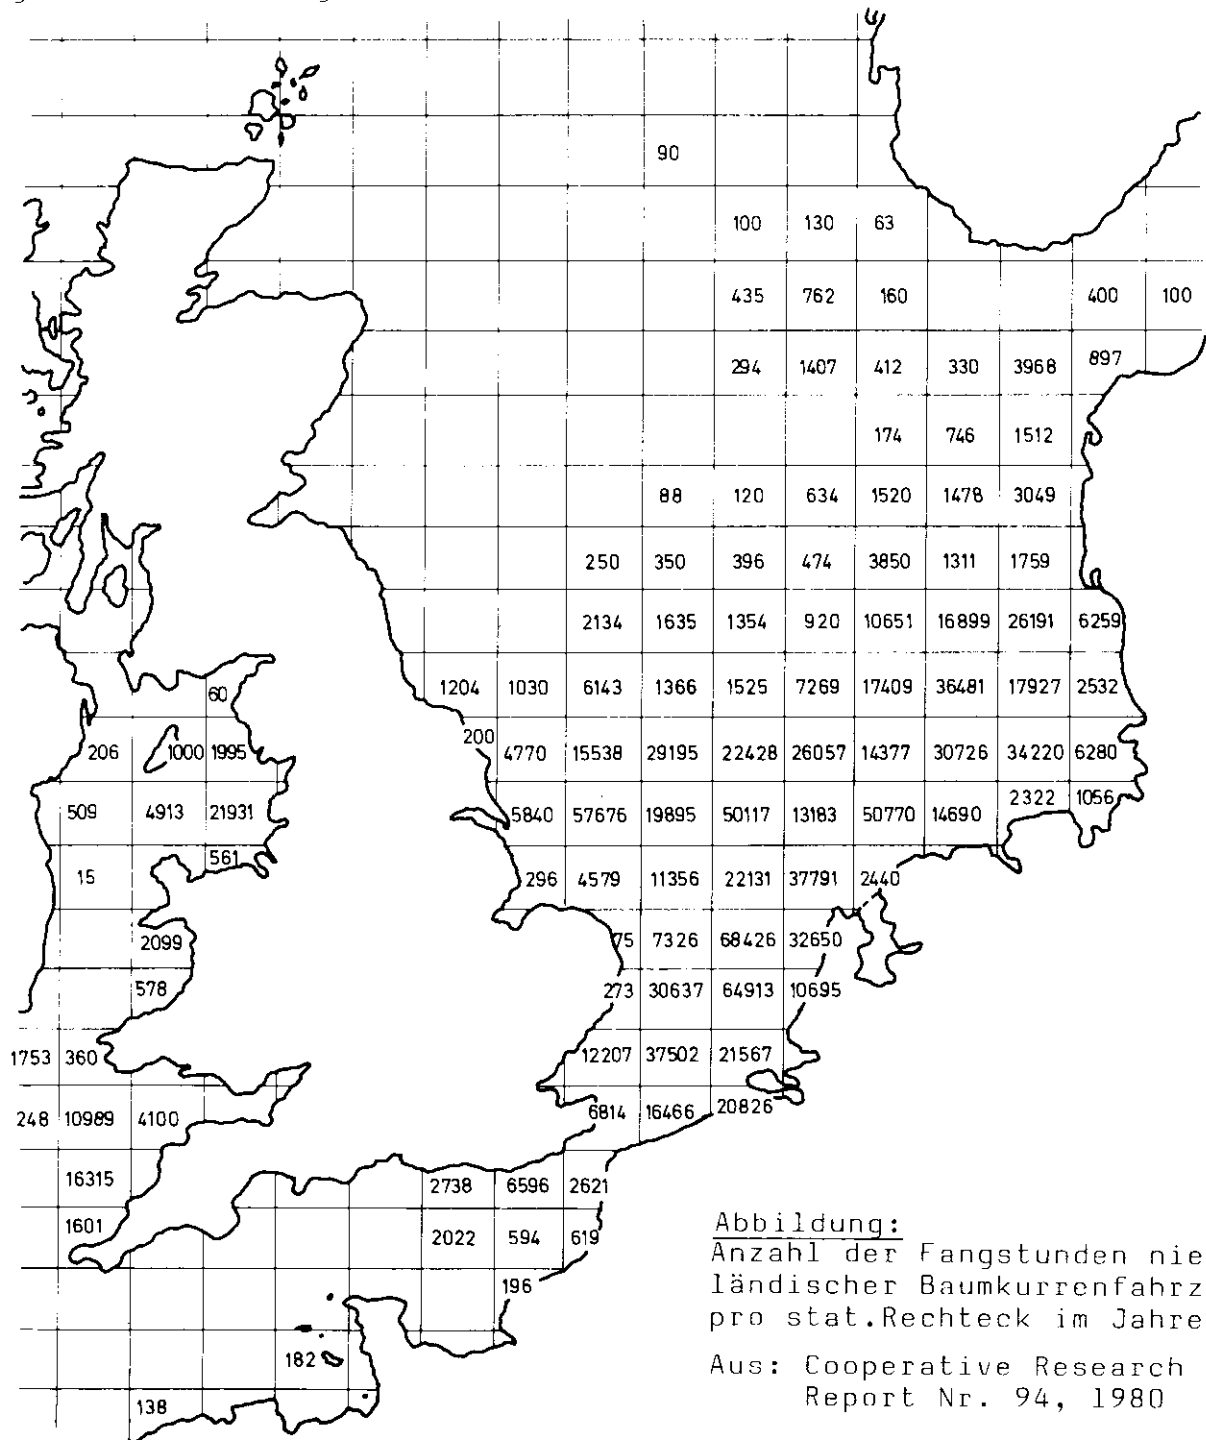 90
100 130 63
435 762 160 400 100
294 1407 412 330 3968 897
174 746 1512
88 120 634 1520 1478 3049
250 350 396 474 3850 1311 1759
2134 1635 1354 920 10651 16899 26191 6259
60 1204 1030 6143 1366 1525 7269 17409 36481 17927 2532
206 1000 1995 200 4770 15538 29195 22428 26057 14377 30726 34220 6280
509 4913 21931 5840 57676 19895 50117 13183 50770 14690 2322 1056
15 561 296 4579 11356 22131 37791 2440
2099 75 7326 68426 32650
578 273 30637 64913 10695
1753 360 12207 37502 21567
248 10989 4100 6814 16466 20826
16315 2738 6596 2621
1601 2022 594 619
196
182
138
Abbildung:
Anzahl der Fangstunden nie
ländischer Baumkurrenfahrz
pro stat.Rechteck im Jahre
Aus: Cooperative Research
Report Nr. 94, 1980